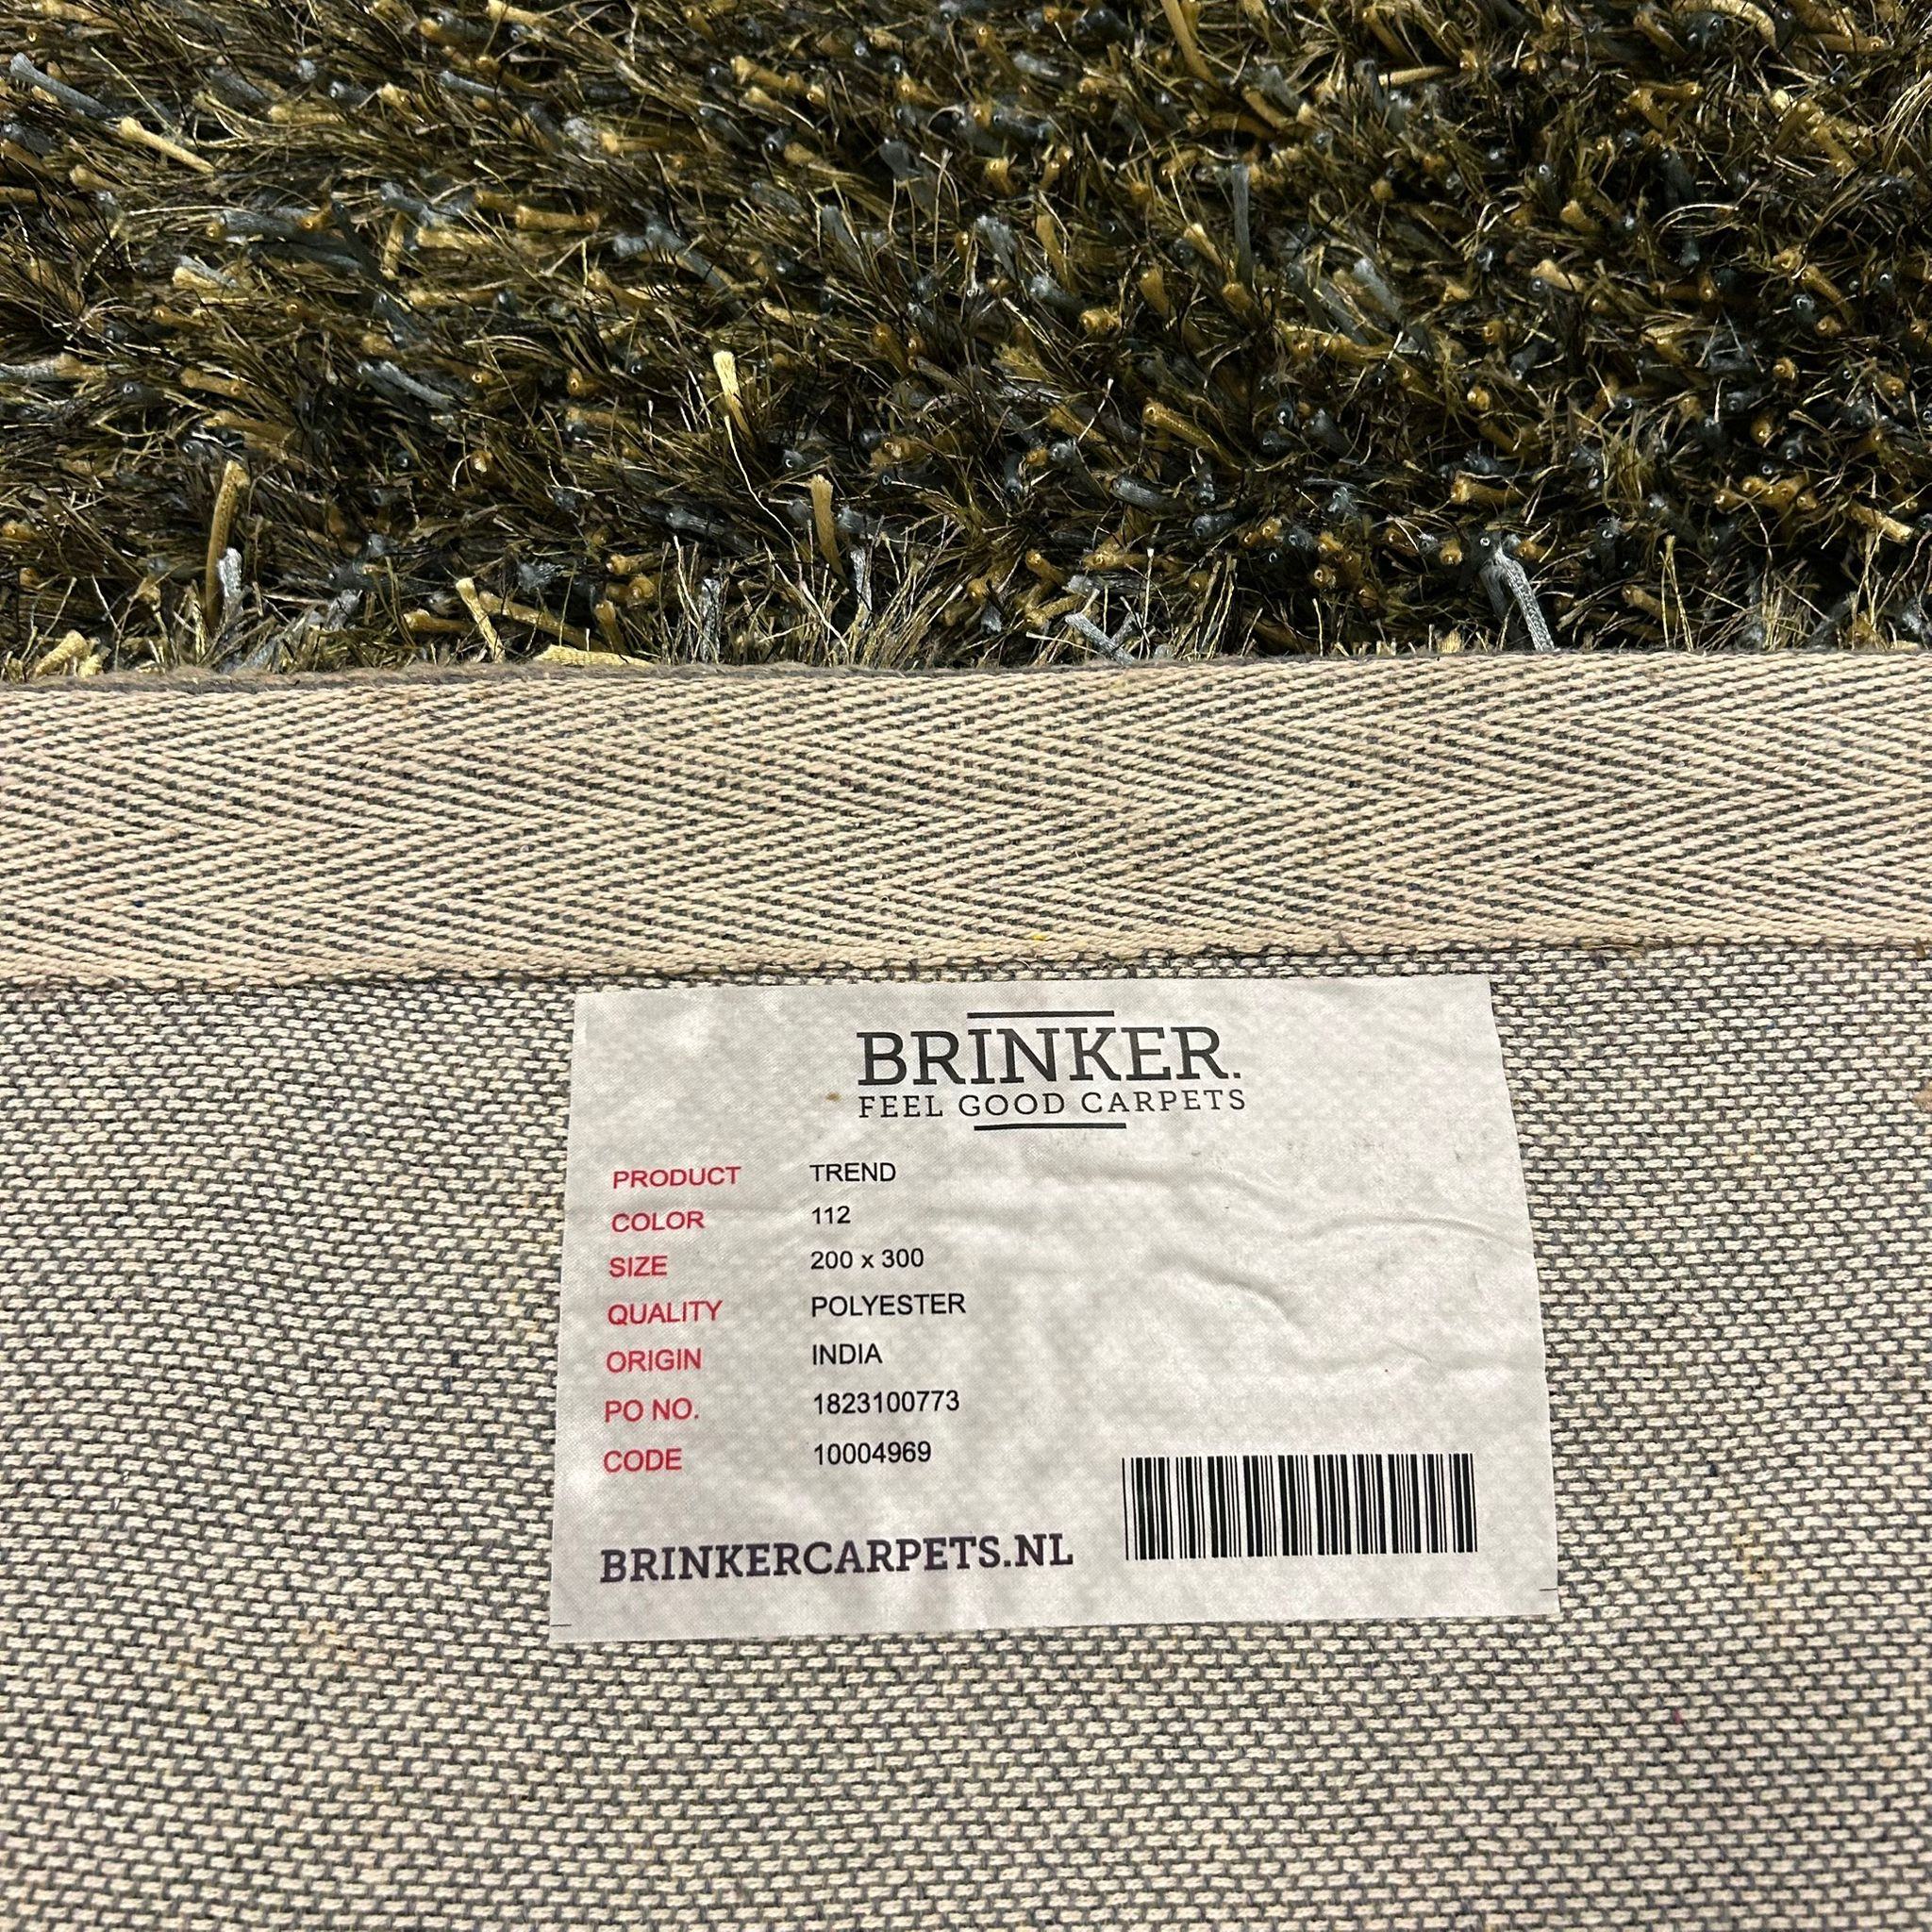 BRINKER.
FEEL GOOD CARPETS
PRODUCT TREND
COLOR 112
SIZE 200 x 300
QUALITY POLYESTER
ORIGIN INDIA
PO NO. 1823100773
CODE 10004969
BRINKERCARPETS.NL